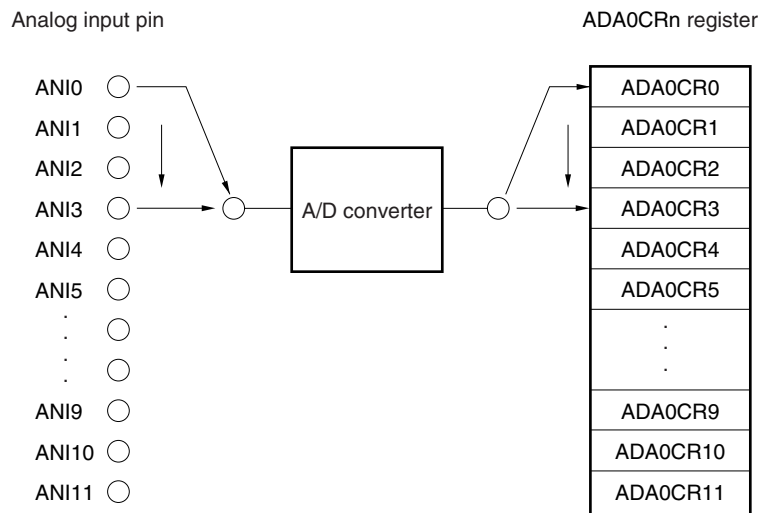 Analog input pin
ADA0CRn register
ANI0
ANI1
ANI2
ANI3
ANI4
ANI5
.
.
.
.
ANI9
ANI10
ANI11
A/D converter
ADA0CR0
ADA0CR1
ADA0CR2
ADA0CR3
ADA0CR4
ADA0CR5
.
.
.
ADA0CR9
ADA0CR10
ADA0CR11